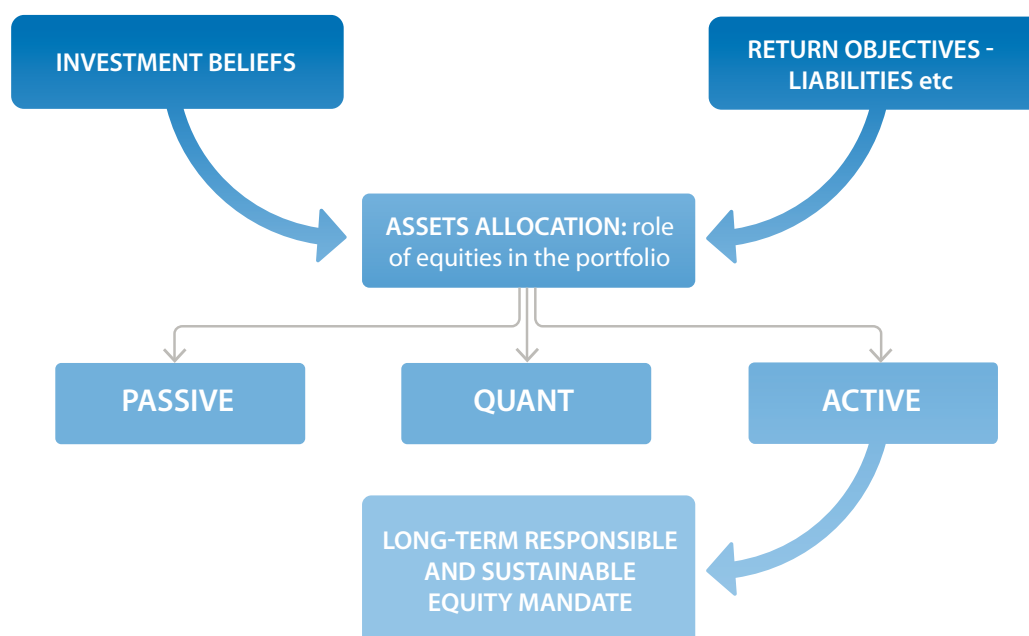 INVESTMENT BELIEFS
RETURN OBJECTIVES -
LIABILITIES etc
ASSETS ALLOCATION: role
of equities in the portfolio
PASSIVE
QUANT
ACTIVE
LONG-TERM RESPONSIBLE
AND SUSTAINABLE
EQUITY MANDATE